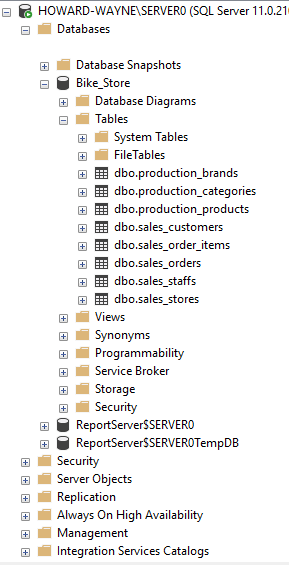 HOWARD-WAYNE\SERVER0 (SQL Server 11.0.21
Databases
Database Snapshots
Bike_Store
Database Diagrams
Tables
System Tables
FileTables
dbo.production_brands
dbo.production_categories
dbo.production_products
dbo.sales_customers
dbo.sales_order_items
dbo.sales_orders
dbo.sales_staffs
dbo.sales_stores
Views
Synonyms
Programmability
Service Broker
Storage
Security
ReportServer$SERVER0
ReportServer$SERVER0TempDB
Security
Server Objects
Replication
Always On High Availability
Management
Integration Services Catalogs